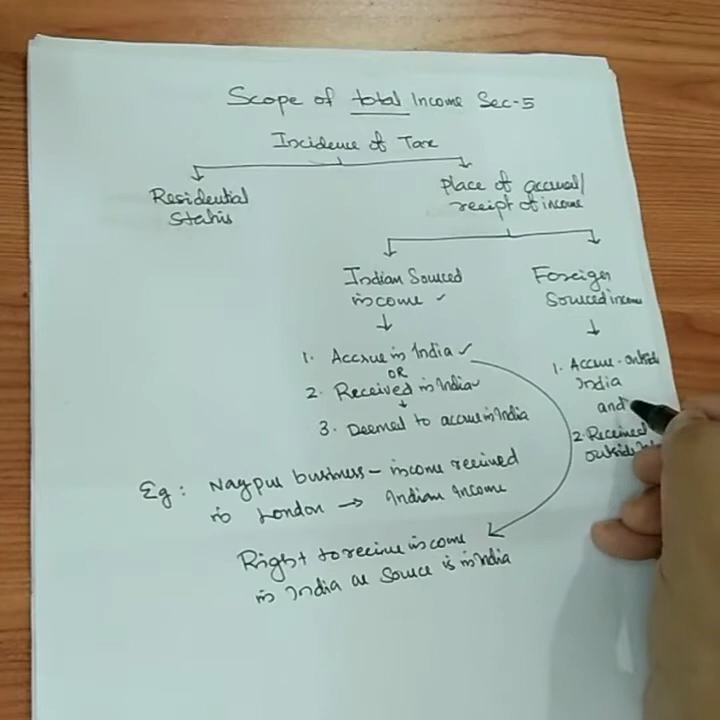 Scope of total Income Sec-5
Incidence of Tax
Residential
Status
Place of accrual/
receipt of income
Indian Sourced
income ✓
Foreign
Sourced income
1. Accrue in India ✓
OR
2. Received in India ✓
3. Deemed to accrue in India
1. Accrue - outside
India
and
2. Received
outside
Eg: Nagpur business - income received
in London → Indian Income
Right to receive income
in India as Source is in India